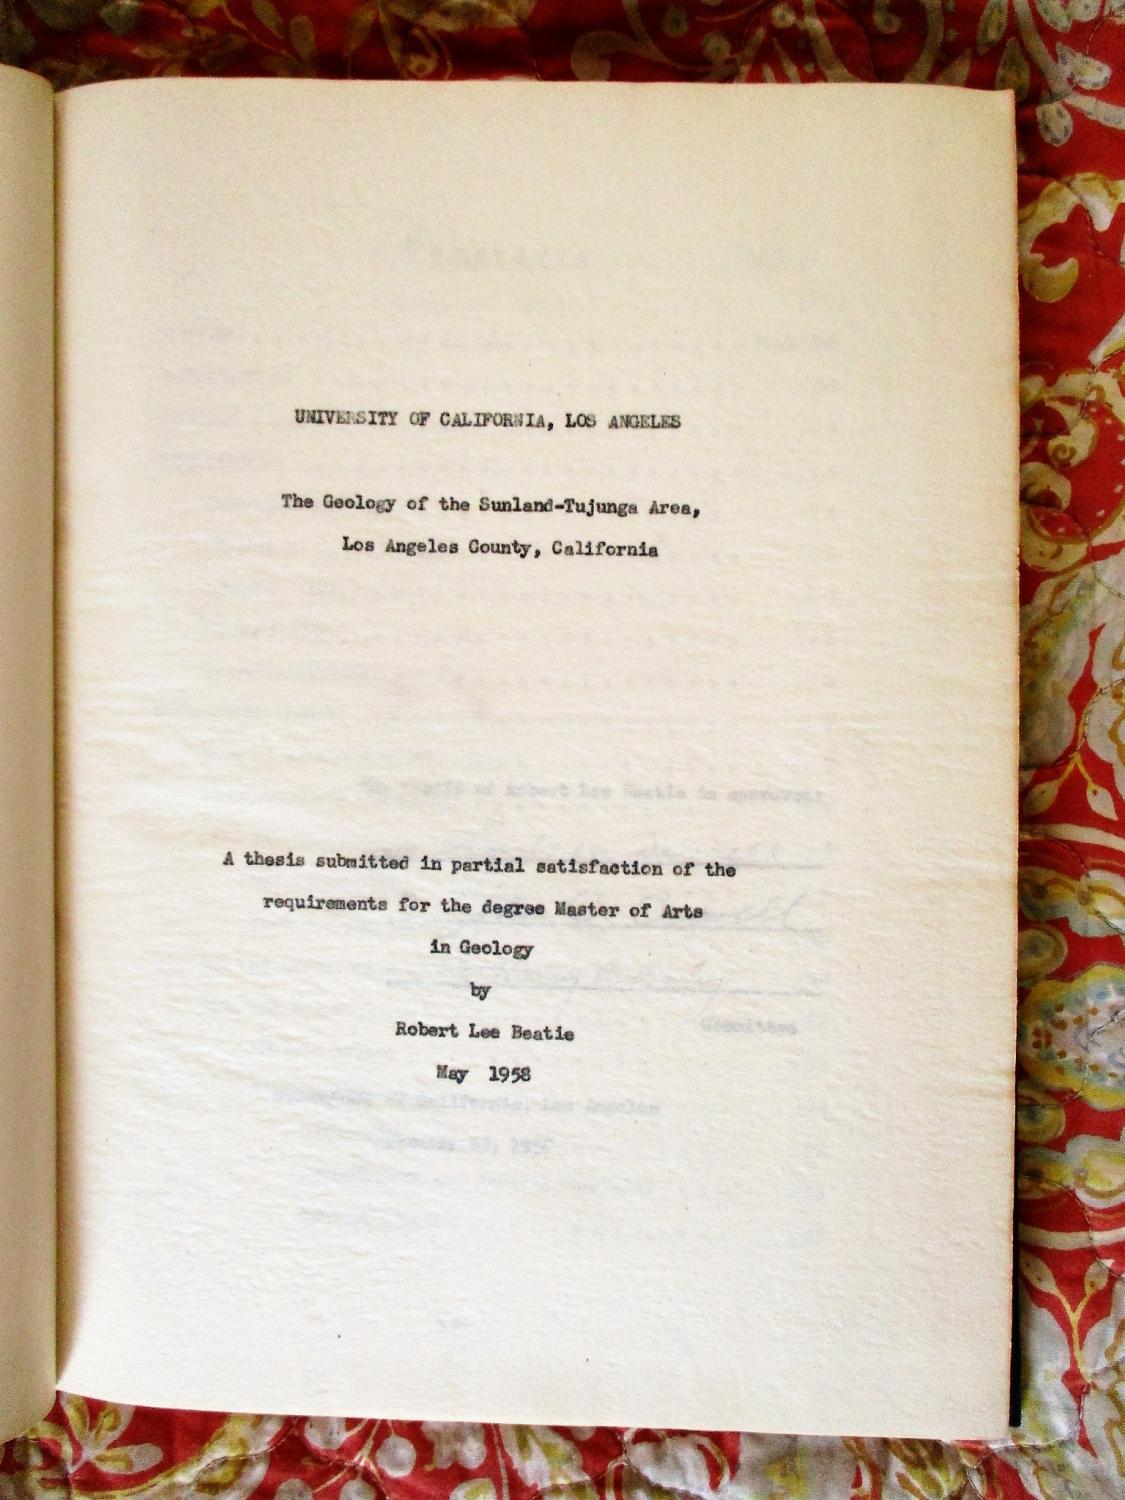 UNIVERSITY OF CALIFORNIA, LOS ANGELES
The Geology of the Sunland-Tujunga Area,
Los Angeles County, California
A thesis submitted in partial satisfaction of the
requirements for the degree Master of Arts
in Geology
by
Robert Lee Beatie
May 1958